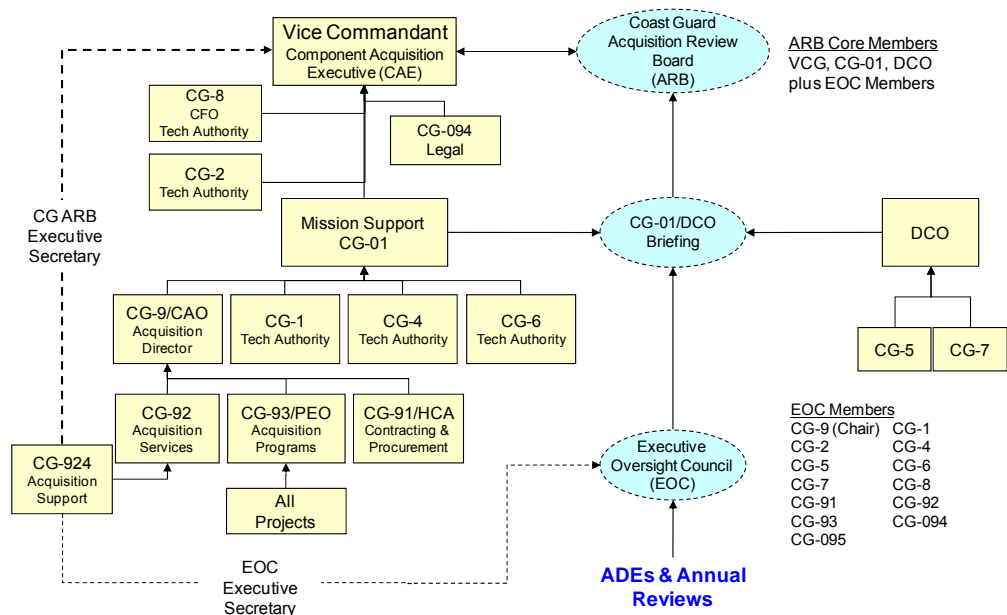 Vice Commandant
Component Acquisition
Executive (CAE)
Coast Guard
Acquisition Review
Board
(ARB)
ARB Core Members
VCG, CG-01, DCO
plus EOC Members
CG-8
CFO
Tech Authority
CG-094
Legal
CG-2
Tech Authority
CG ARB
Executive
Secretary
Mission Support
CG-01
CG-01/DCO
Briefing
DCO
CG-9/CAO
Acquisition
Director
CG-1
Tech Authority
CG-4
Tech Authority
CG-6
Tech Authority
CG-5
CG-7
CG-92
Acquisition
Services
CG-93/PEO
Acquisition
Programs
CG-91/HCA
Contracting &
Procurement
CG-924
Acquisition
Support
All
Projects
Executive
Oversight Council
(EOC)
EOC Members
CG-9 (Chair) CG-1
CG-2 CG-4
CG-5 CG-6
CG-7 CG-8
CG-91 CG-92
CG-93 CG-094
CG-095
EOC
Executive
Secretary
ADEs & Annual
Reviews